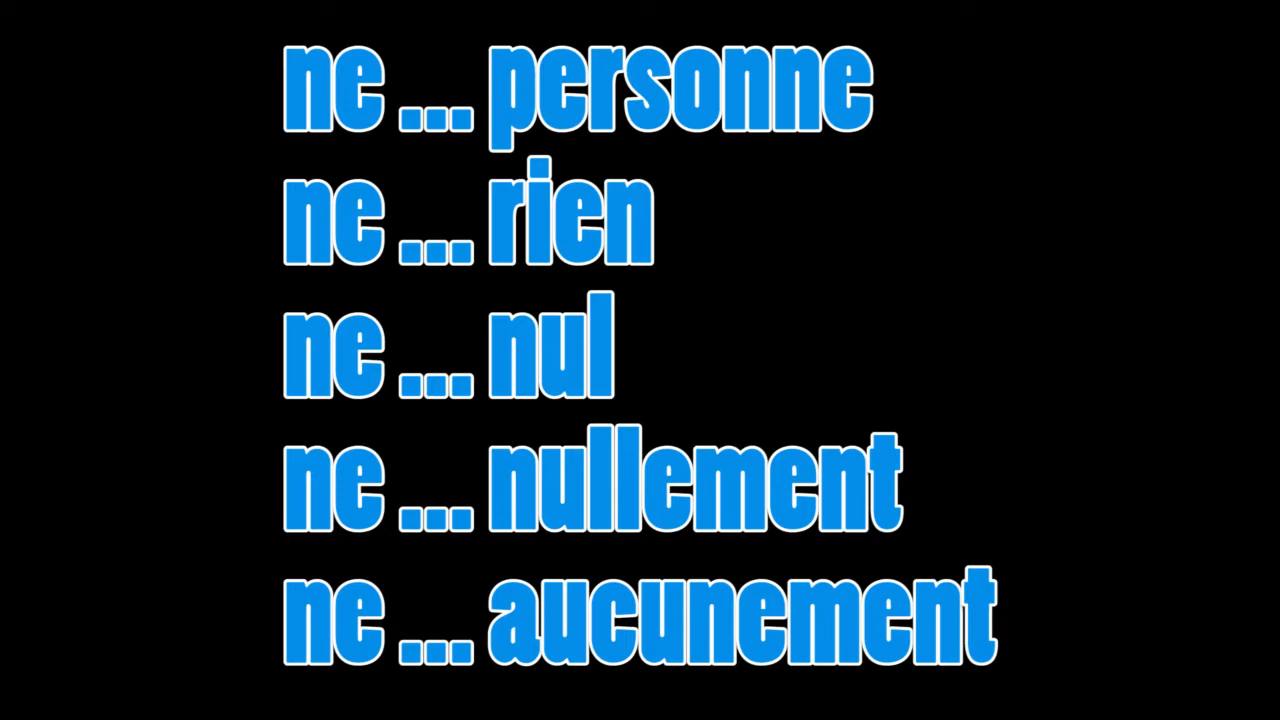 ne ... personne
ne ... rien
ne ... nul
ne ... nullement
ne ... aucunement